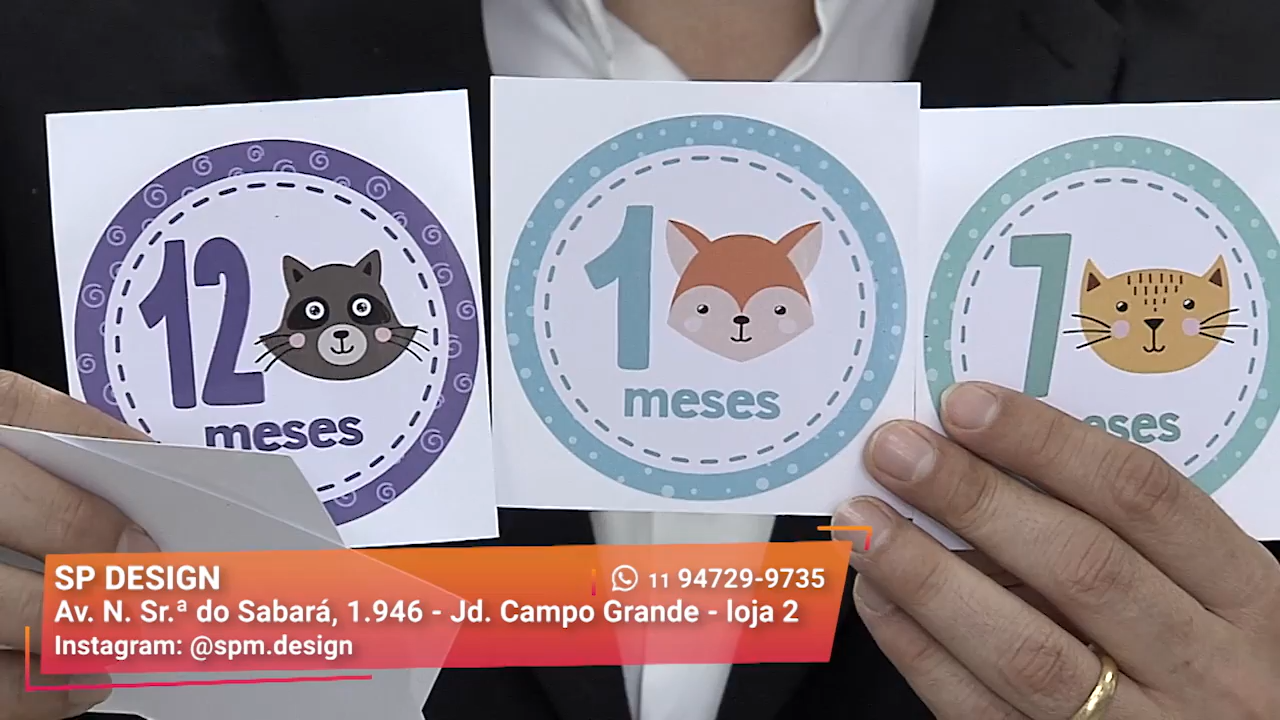 12
meses
1
meses
7
meses
SP DESIGN
11 94729-9735
Av. N. Sr.ª do Sabará, 1.946 - Jd. Campo Grande - loja 2
Instagram: @spm.design